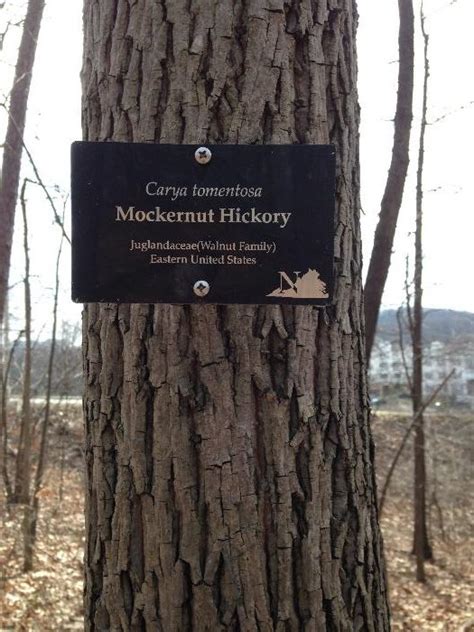 Carya tomentosa
Mockernut Hickory
Juglandaceae(Walnut Family)
Eastern United States
N